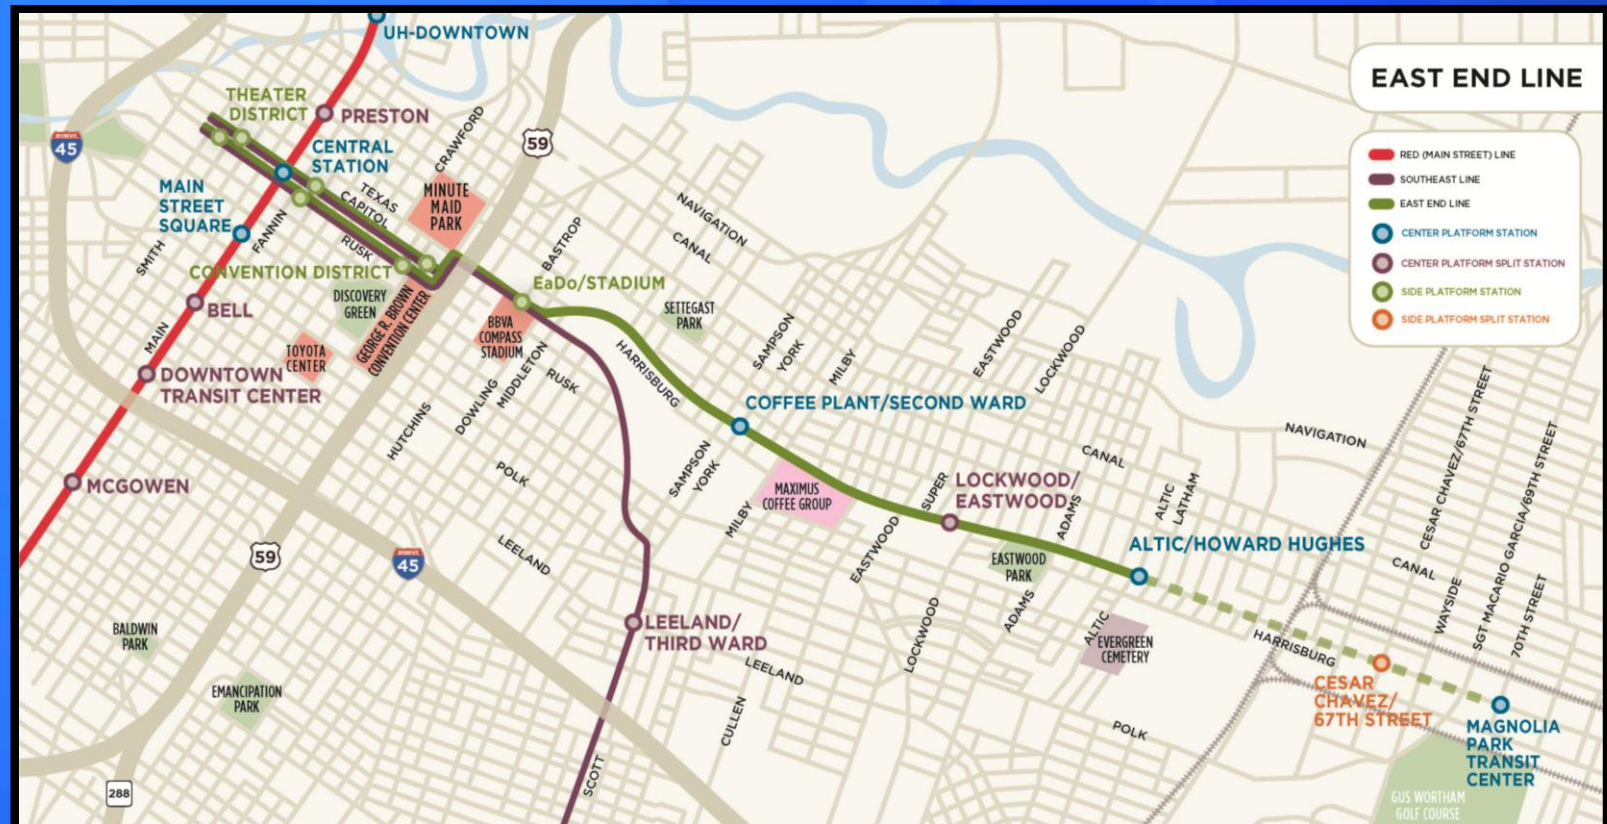 UH-DOWNTOWN
THEATER
DISTRICT
PRESTON
CENTRAL
STATION
MAIN
STREET
SQUARE
CRAWFORD
59
INTERSTATE
45
TEXAS
CAPITOL
FANNIN
RUSK
SMITH
MINUTE
MAID
PARK
CONVENTION DISTRICT
DISCOVERY
GREEN
GEORGE R. BROWN
CONVENTION CENTER
BELL
MAIN
TOYOTA
CENTER
DOWNTOWN
TRANSIT CENTER
MCGOWEN
BASTROP
NAVIGATION
CANAL
EaDo/STADIUM
BBVA
COMPASS
STADIUM
SETTEGAST
PARK
HARRISBURG
MIDDLETON
DOWLING
RUSK
HUTCHINS
POLK
LEELAND
SAMPSON
YORK
MILBY
EASTWOOD
LOCKWOOD
COFFEE PLANT/SECOND WARD
SAMPSON
YORK
MILBY
MAXIMUS
COFFEE GROUP
EASTWOOD
SUPER
LOCKWOOD/
EASTWOOD
CANAL
ADAMS
ALTIC
LATHAM
NAVIGATION
EASTWOOD
PARK
ADAMS
LOCKWOOD
ALTIC/HOWARD HUGHES
ALTIC
EVERGREEN
CEMETERY
CESAR CHAVEZ/67TH STREET
SGT MACARIO GARCIA/69TH STREET
CANAL
WAYSIDE
70TH STREET
HARRISBURG
CESAR
CHAVEZ/
67TH STREET
MAGNOLIA
PARK
TRANSIT
CENTER
GUS WORTHAM
GOLF COURSE
POLK
LEELAND/
THIRD WARD
LEELAND
CULLEN
SCOTT
59
INTERSTATE
45
BALDWIN
PARK
EMANCIPATION
PARK
288
EAST END LINE
RED (MAIN STREET) LINE
SOUTHEAST LINE
EAST END LINE
CENTER PLATFORM STATION
CENTER PLATFORM SPLIT STATION
SIDE PLATFORM STATION
SIDE PLATFORM SPLIT STATION